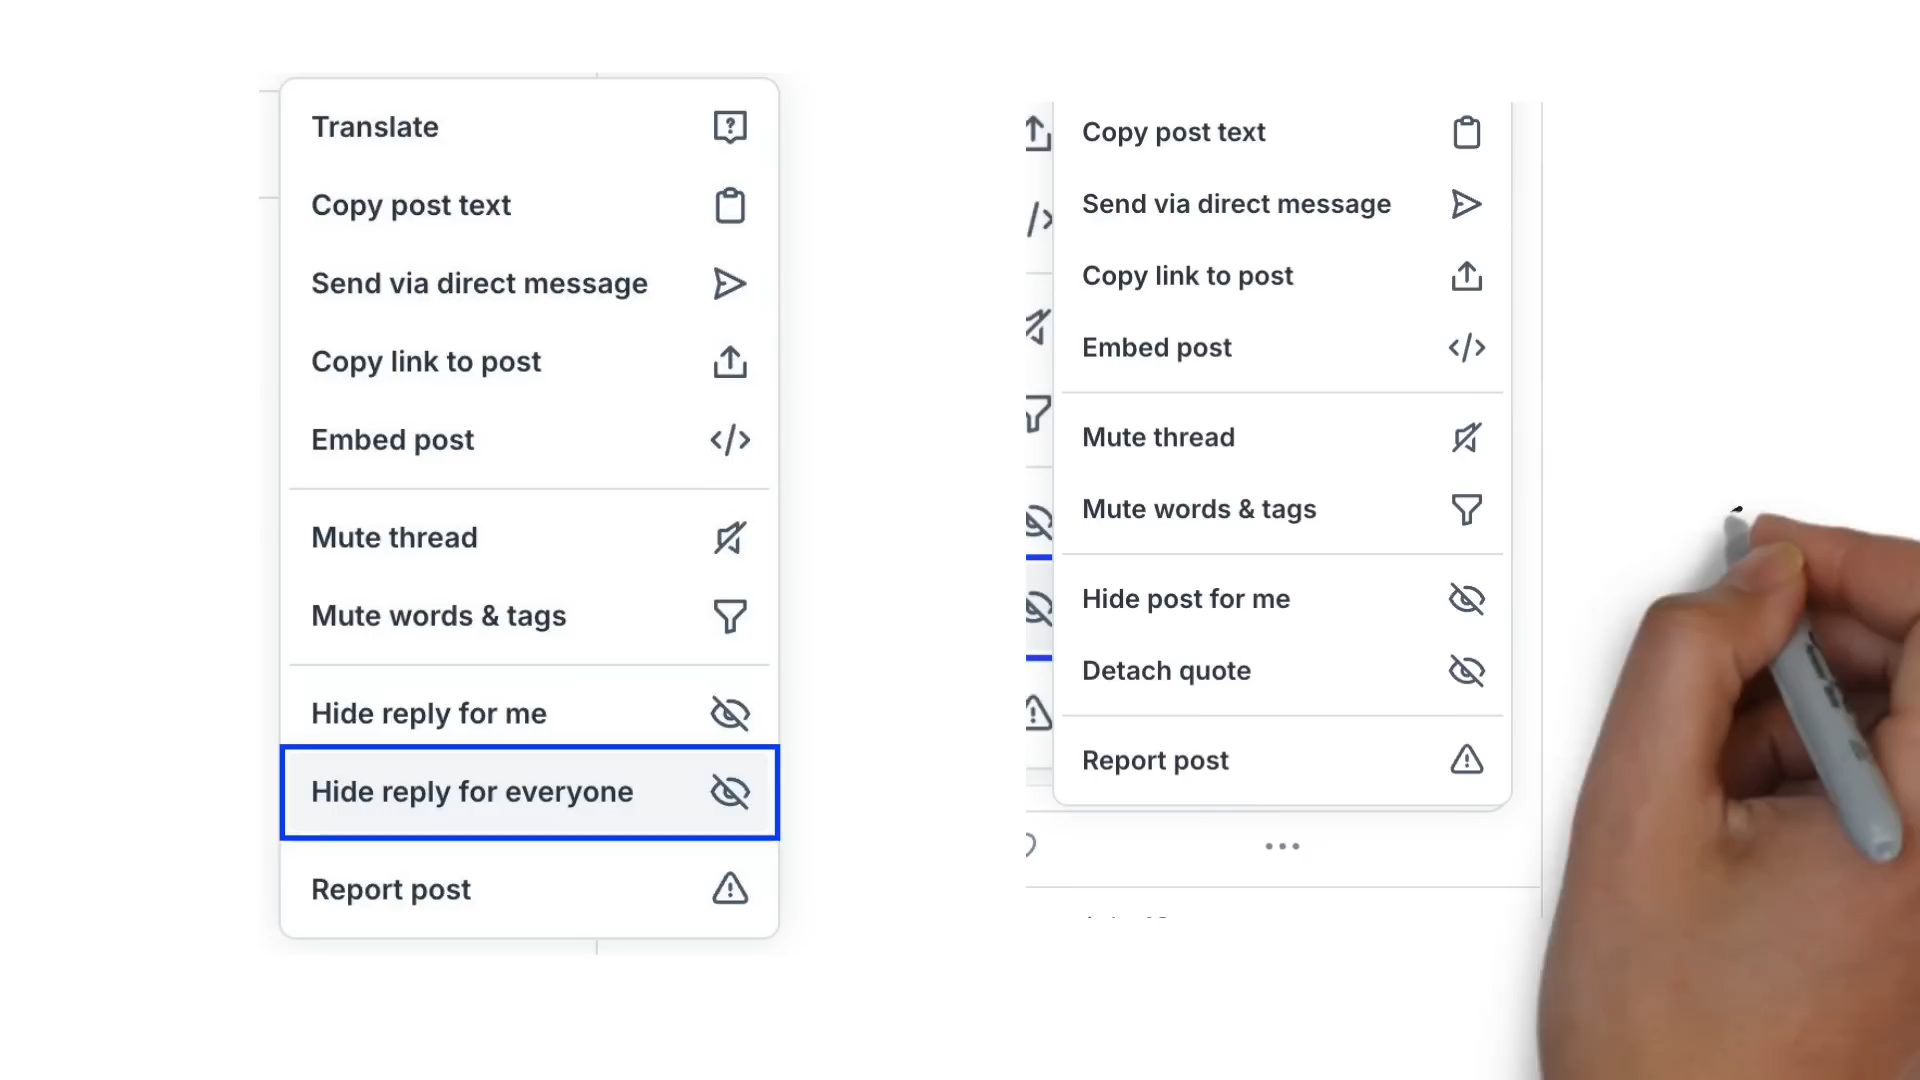 Translate
Copy post text
Send via direct message
Copy link to post
Embed post
Mute thread
Mute words & tags
Hide reply for me
Hide reply for everyone
Report post
Copy post text
Send via direct message
Copy link to post
Embed post
Mute thread
Mute words & tags
Hide post for me
Detach quote
Report post